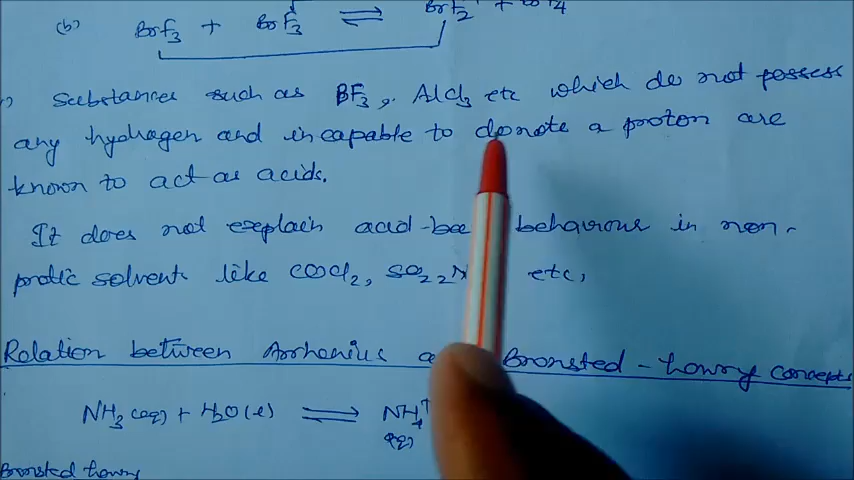 (b) BrF3 + BrF3 ⇌ BrF2+ +
Substances such as BF3, AlCl3 etc which do not possess
any hydrogen and incapable to donote a proton are
known to act as acids.
It does not explain acid-base behaviour in non-
protic solvent like COCl2, SO2, etc,
Relation between Arrhenius Bronsted - Lowry concepts
NH3(aq) + H2O(l) ⇌ NH4+
(aq)
Bronsted Lowry